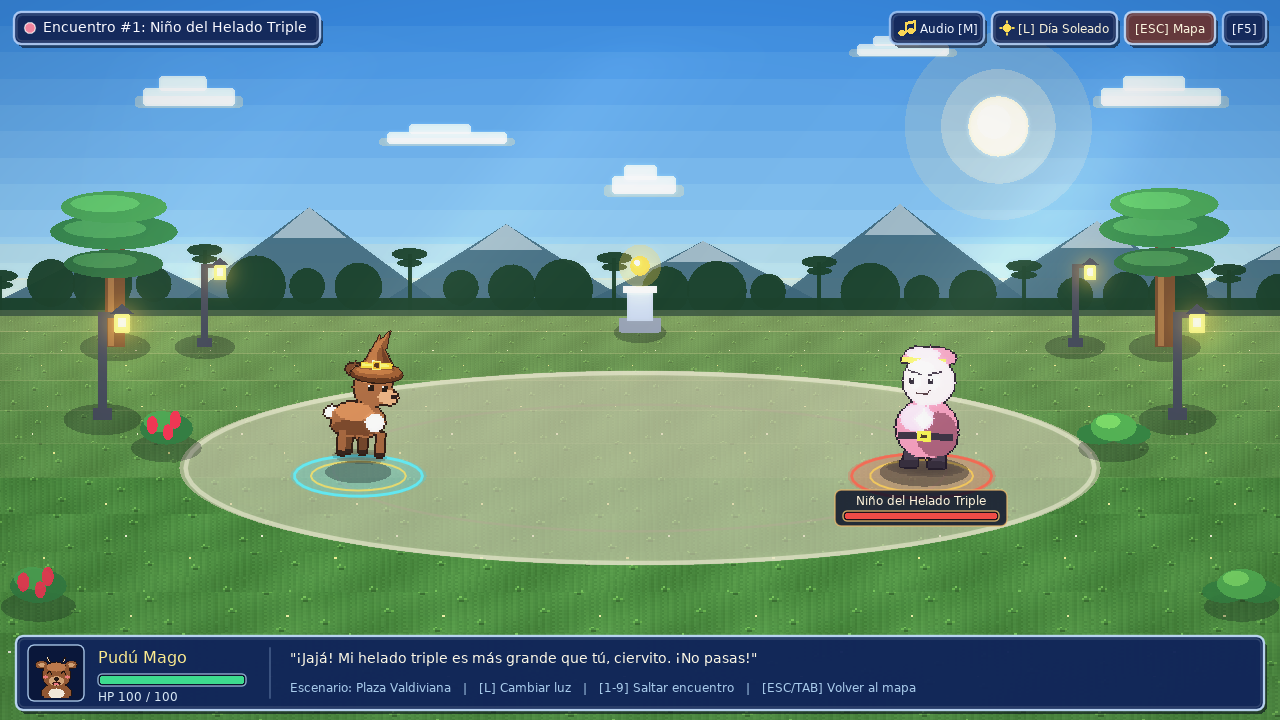 Encuentro #1: Niño del Helado Triple
Audio [M]
[L] Día Soleado
[ESC] Mapa
[F5]
Niño del Helado Triple
Pudú Mago
HP 100 / 100
"¡Jajá! Mi helado triple es más grande que tú, ciervito. ¡No pasas!"
Escenario: Plaza Valdiviana | [L] Cambiar luz | [1-9] Saltar encuentro | [ESC/TAB] Volver al mapa